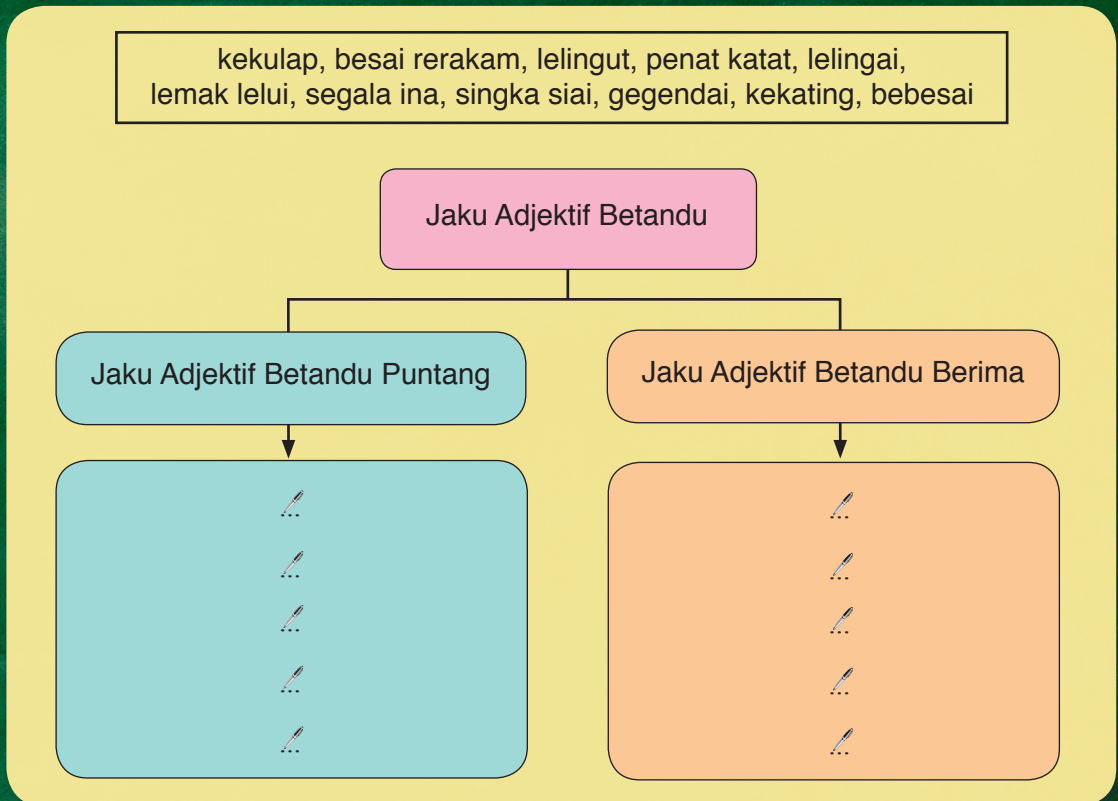 kekulap, besai rerakam, lelingut, penat katat, lelingai,
lemak lelui, segala ina, singka siai, gegendai, kekating, bebesai
Jaku Adjektif Betandu
Jaku Adjektif Betandu Puntang
Jaku Adjektif Betandu Berima
...
...
...
...
...
...
...
...
...
...